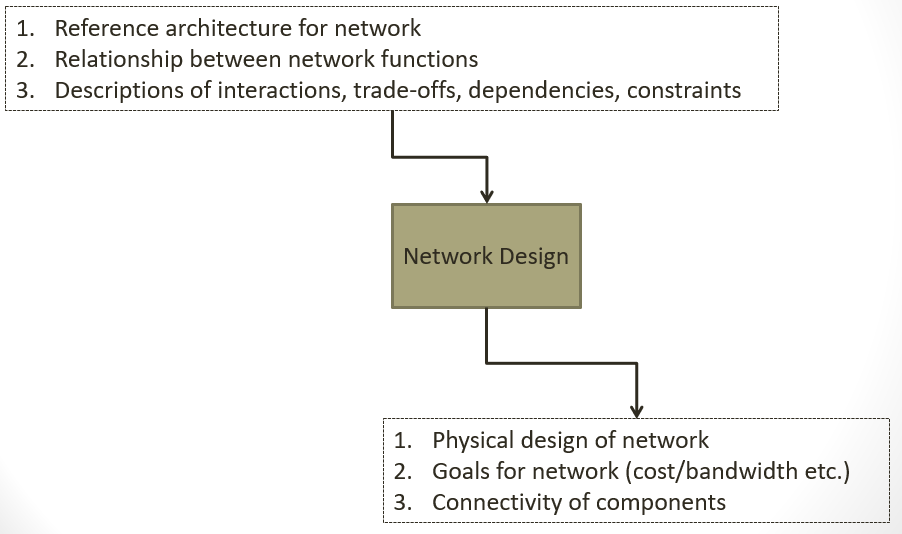 1. Reference architecture for network
2. Relationship between network functions
3. Descriptions of interactions, trade-offs, dependencies, constraints
Network Design
1. Physical design of network
2. Goals for network (cost/bandwidth etc.)
3. Connectivity of components